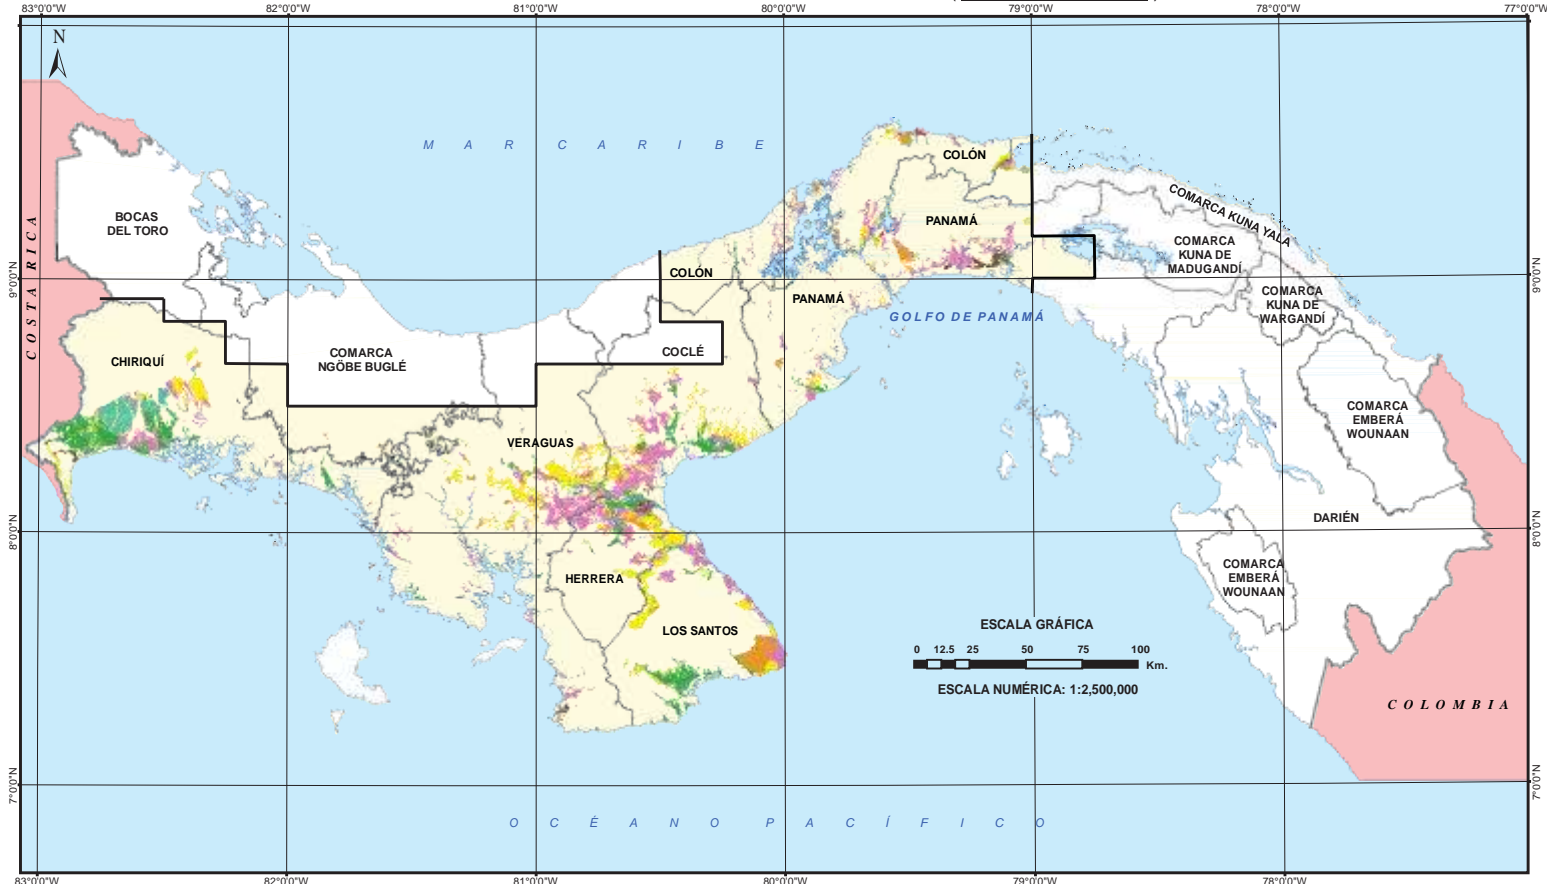 83°0'0"W 82°0'0"W 81°0'0"W 80°0'0"W 79°0'0"W 78°0'0"W 77°0'0"W
N
MAR CARIBE
COSTA RICA
BOCAS
DEL TORO
COLÓN
PANAMÁ
COMARCA KUNA YALA
COMARCA
KUNA DE
MADUGANDÍ
COLÓN
PANAMÁ
COMARCA
KUNA DE
WARGANDÍ
GOLFO DE PANAMÁ
CHIRIQUÍ
COMARCA
NGÖBE BUGLÉ
COCLÉ
VERAGUAS
COMARCA
EMBERÁ
WOUNAAN
DARIÉN
HERRERA
COMARCA
EMBERÁ
WOUNAAN
LOS SANTOS
ESCALA GRÁFICA
0 12.5 25 50 75 100
Km.
ESCALA NUMÉRICA: 1:2,500,000
COLOMBIA
OCÉANO PACÍFICO
9°0'0"N 9°0'0"N
8°0'0"N 8°0'0"N
7°0'0"N 7°0'0"N
83°0'0"W 82°0'0"W 81°0'0"W 80°0'0"W 79°0'0"W 78°0'0"W